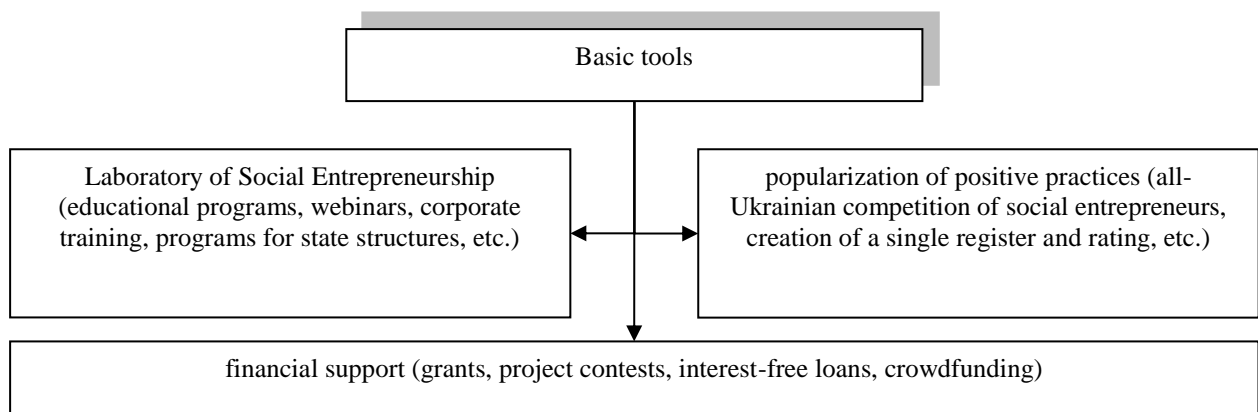 Basic tools
Laboratory of Social Entrepreneurship
(educational programs, webinars, corporate
training, programs for state structures, etc.)
popularization of positive practices (all-
Ukrainian competition of social entrepreneurs,
creation of a single register and rating, etc.)
financial support (grants, project contests, interest-free loans, crowdfunding)